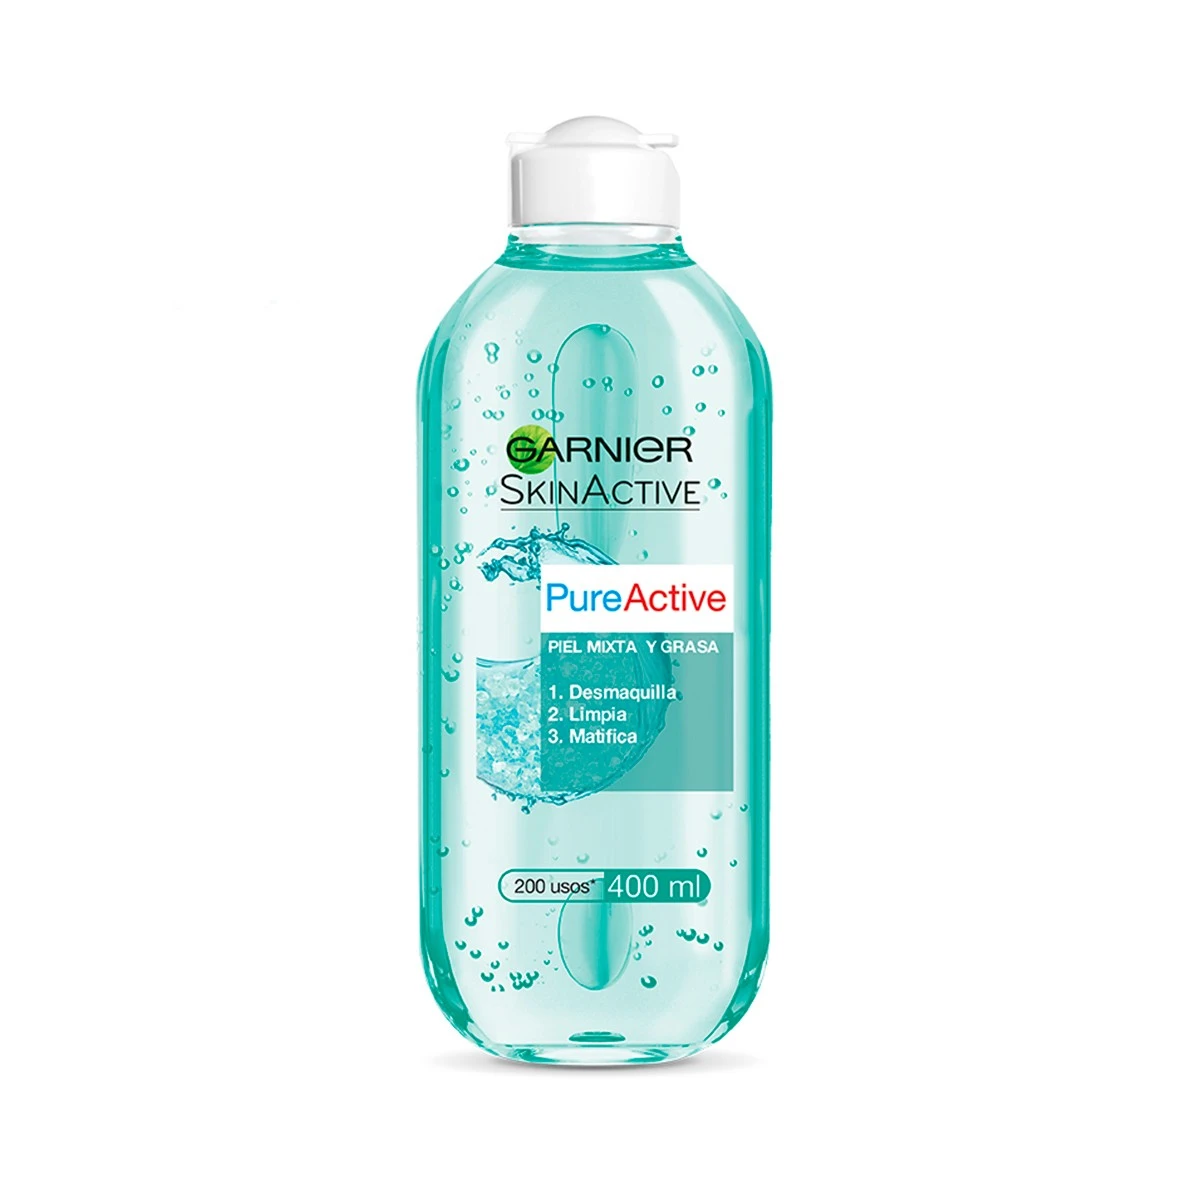 GARNIER
SKINACTIVE
PureActive
PIEL MIXTA Y GRASA
1. Desmaquilla
2. Limpia
3. Matifica
200 usos* 400 ml